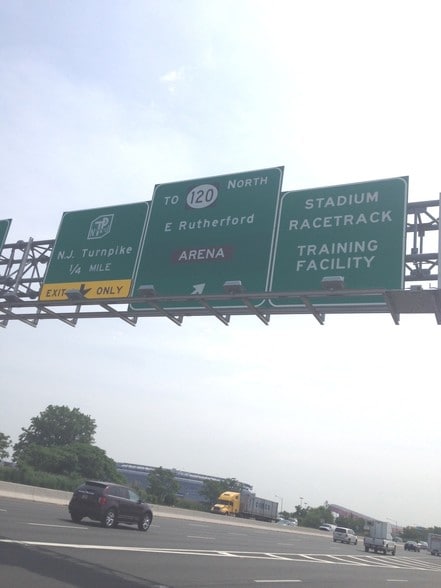 N.J. Turnpike
1/4 MILE
EXIT ONLY
TO 120 NORTH
E Rutherford
ARENA
STADIUM
RACETRACK
TRAINING
FACILITY